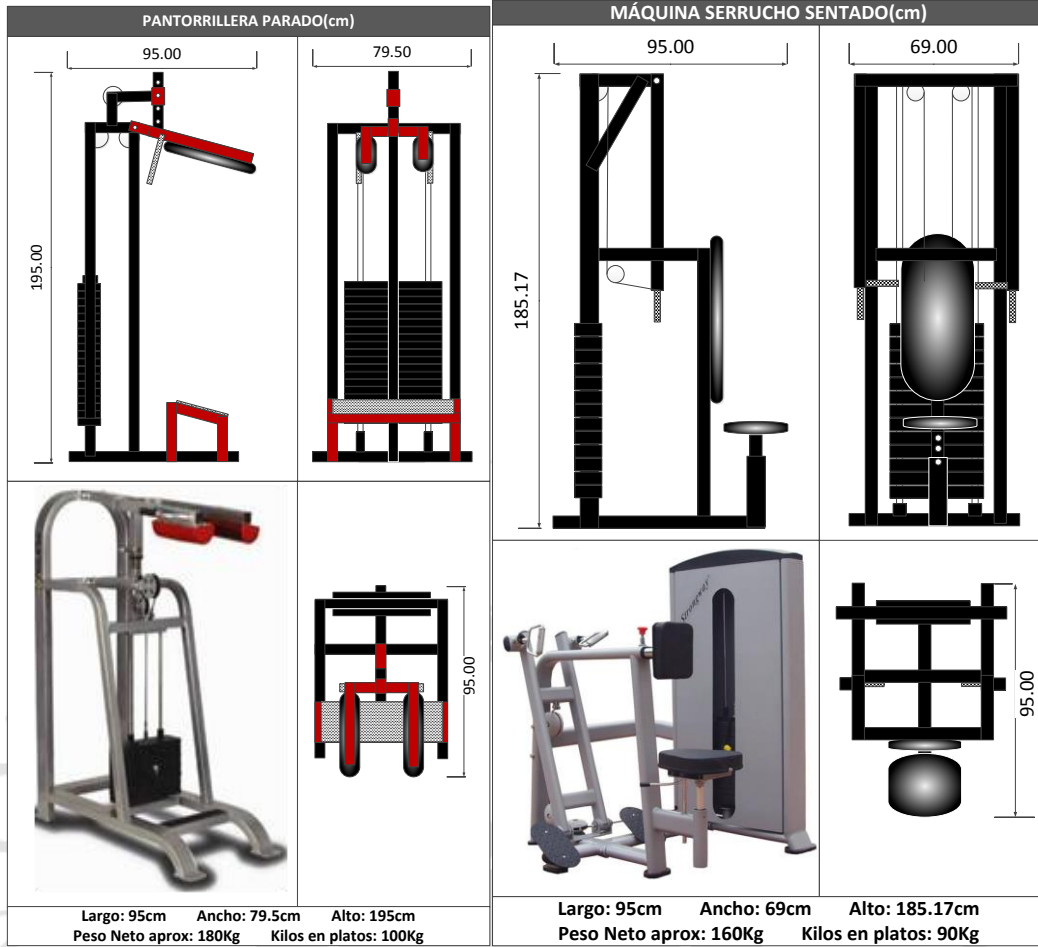 PANTORRILLERA PARADO(cm)
95.00
79.50
195.00
95.00
Largo: 95cm Ancho: 79.5cm Alto: 195cm
Peso Neto aprox: 180Kg Kilos en platos: 100Kg
MÁQUINA SERRUCHO SENTADO(cm)
95.00
69.00
185.17
Strongway
95.00
Largo: 95cm Ancho: 69cm Alto: 185.17cm
Peso Neto aprox: 160Kg Kilos en platos: 90Kg